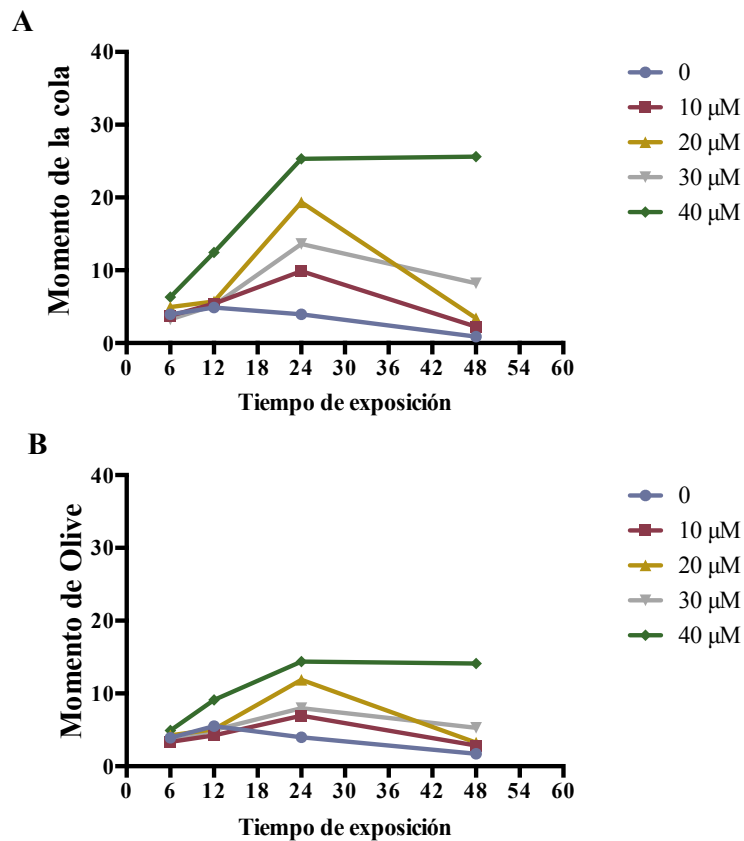 A
Momento de la cola
40
30
20
10
0
0 6 12 18 24 30 36 42 48 54 60
Tiempo de exposición
0
10 μM
20 μM
30 μM
40 μM
B
Momento de Olive
40
30
20
10
0
0 6 12 18 24 30 36 42 48 54 60
Tiempo de exposición
0
10 μM
20 μM
30 μM
40 μM